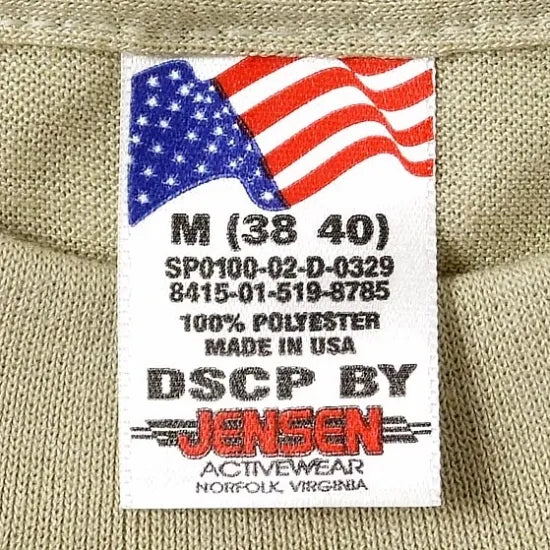 M (38 40)
SP0100-02-D-0329
8415-01-519-8785
100% POLYESTER
MADE IN USA
DSCP BY
JENSEN
ACTIVEWEAR
NORFOLK, VIRGINIA